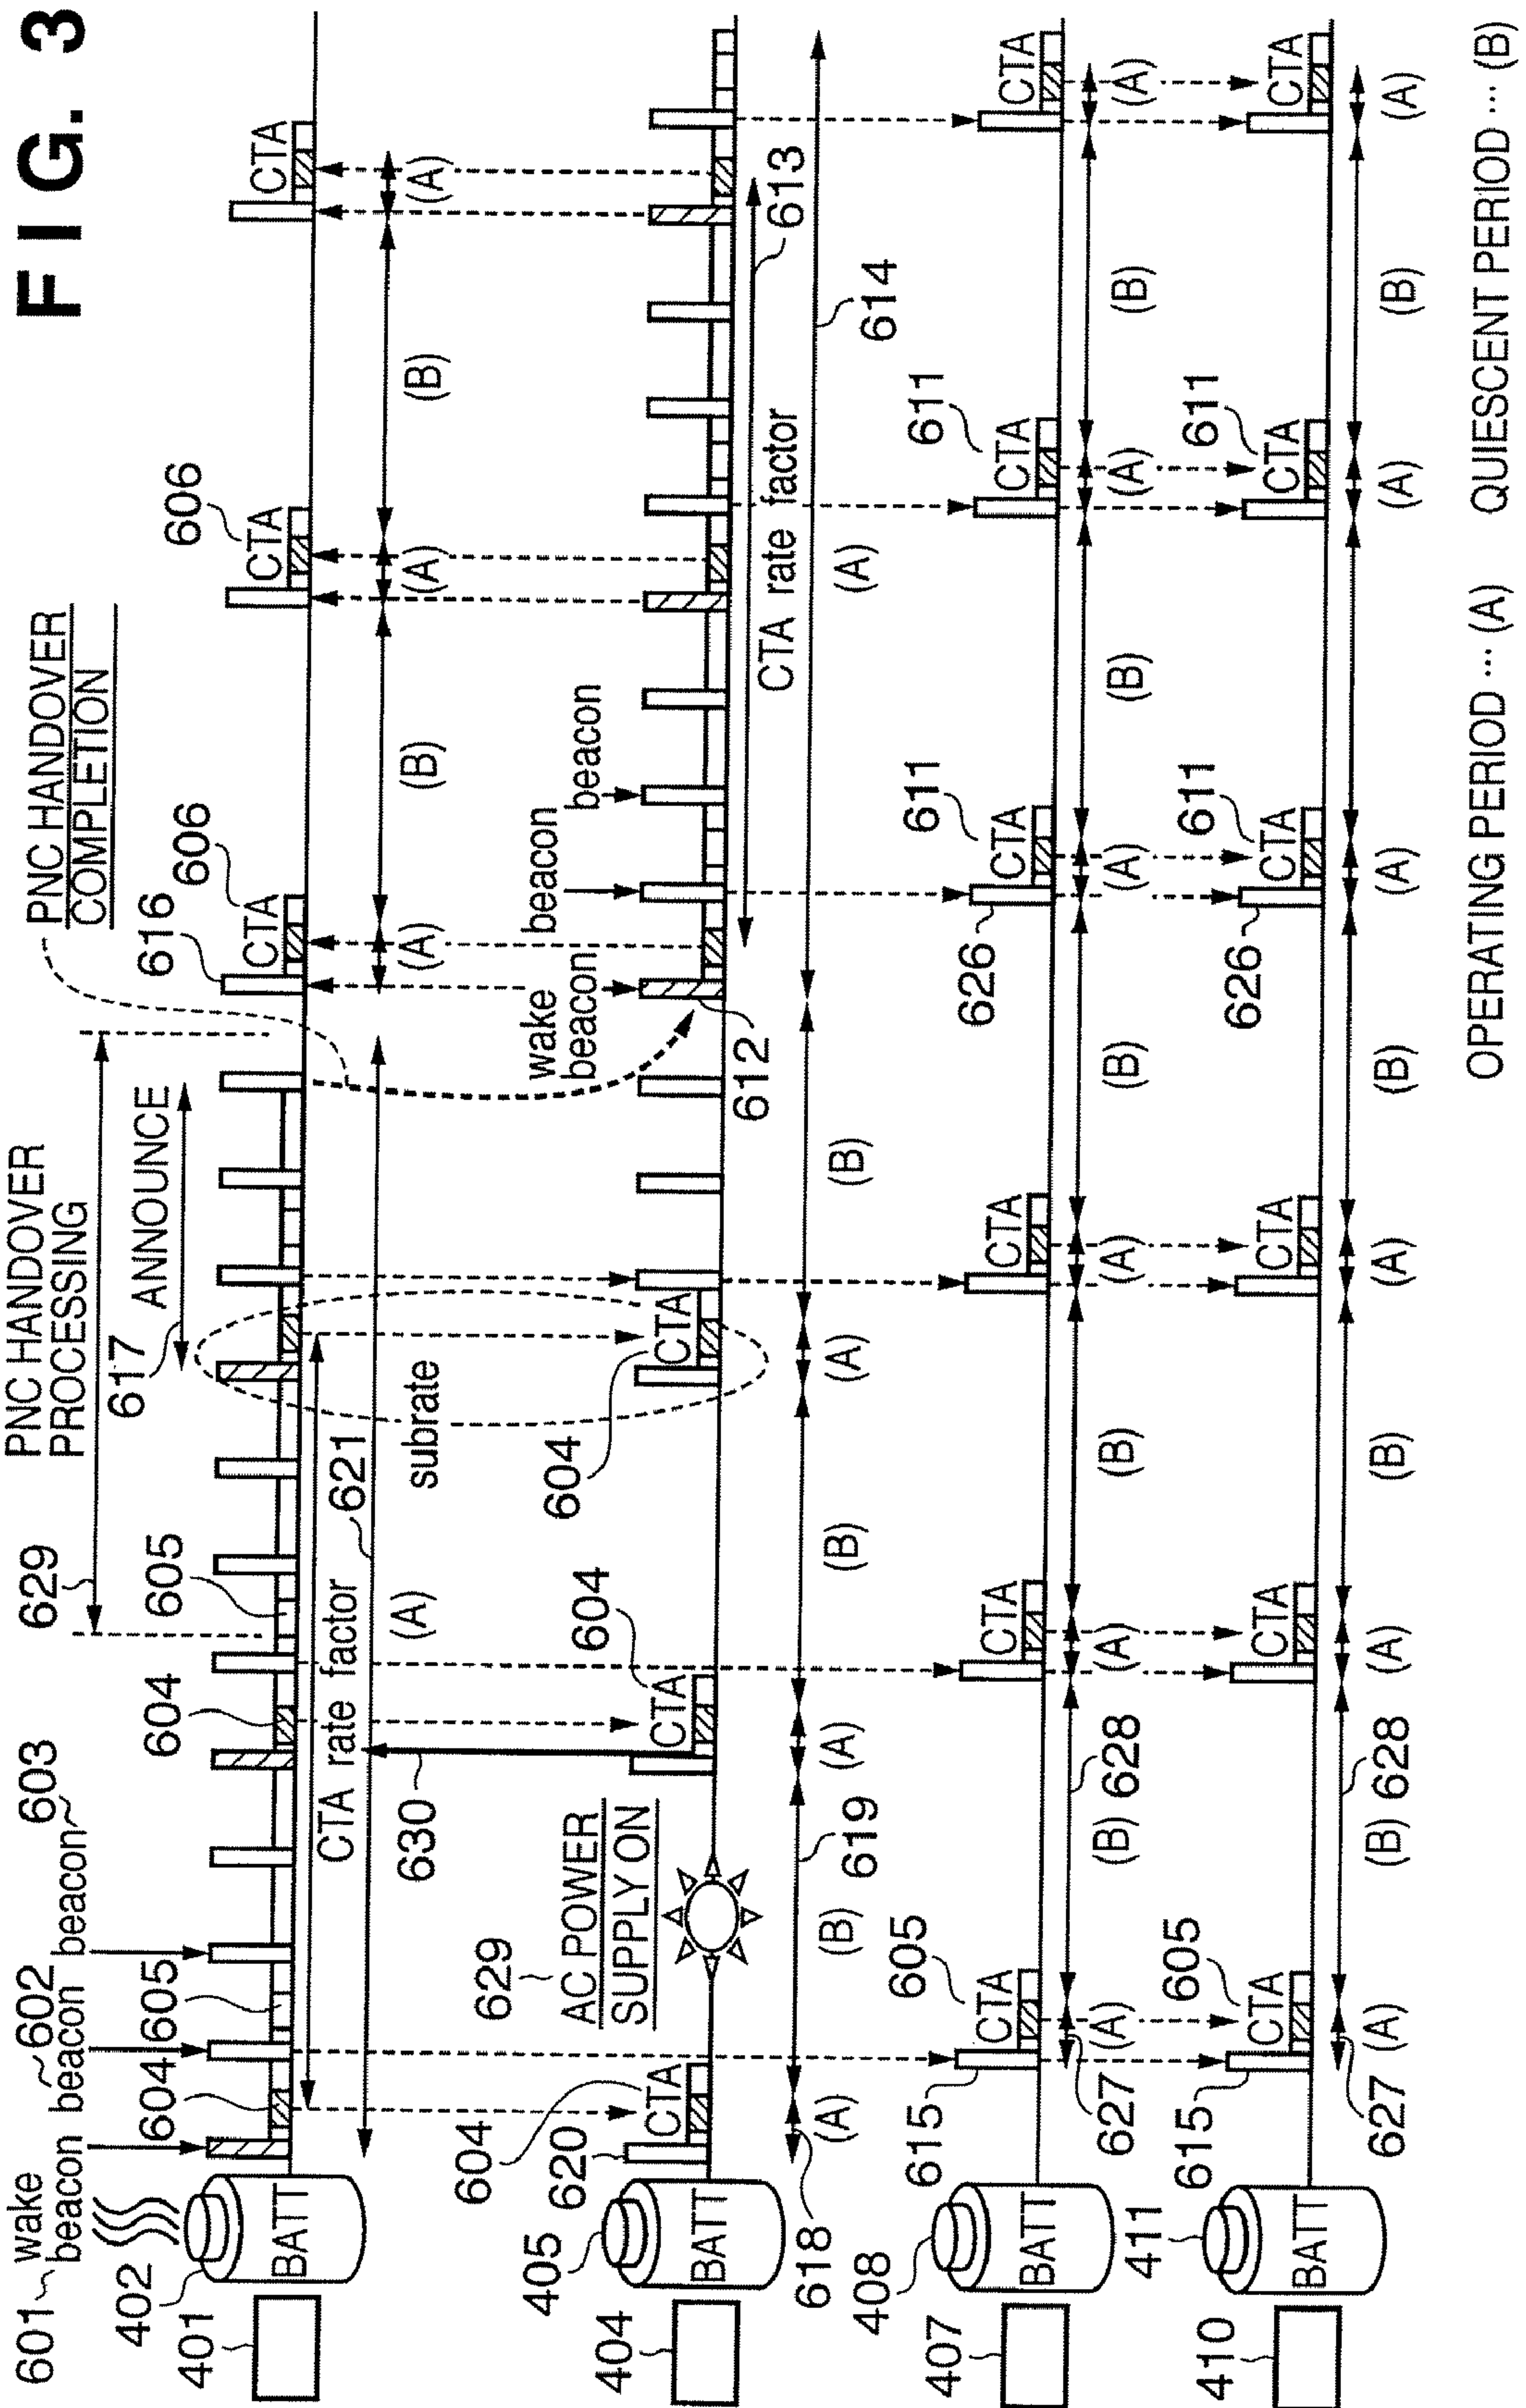 FIG. 3
PNC HANDOVER
PROCESSING
PNC HANDOVER
COMPLETION
629
617
ANNOUNCE
616
606
606
601
wake
beacon
602
beacon
603
beacon
604
605
604
605
CTA
CTA
CTA
402
401
BATT
CTA rate factor
621
(A)
(A)
(B)
(A)
(B)
(A)
630
subrate
wake
beacon
beacon
beacon
629
AC POWER
SUPPLY ON
604
620
CTA
604
CTA
604
CTA
612
CTA rate factor
613
405
404
BATT
618
(A)
(B)
619
(A)
(B)
(A)
(B)
(A)
614
615
605
CTA
CTA
CTA
626
611
CTA
611
CTA
CTA
408
407
BATT
627
(A)
(B)
628
(A)
(B)
(A)
(B)
(A)
(B)
(A)
(B)
(A)
615
605
CTA
CTA
CTA
626
611
CTA
611
CTA
CTA
411
410
BATT
627
(A)
(B)
628
(A)
(B)
(A)
(B)
(A)
(B)
(A)
(B)
(A)
OPERATING PERIOD ··· (A)
QUIESCENT PERIOD ··· (B)